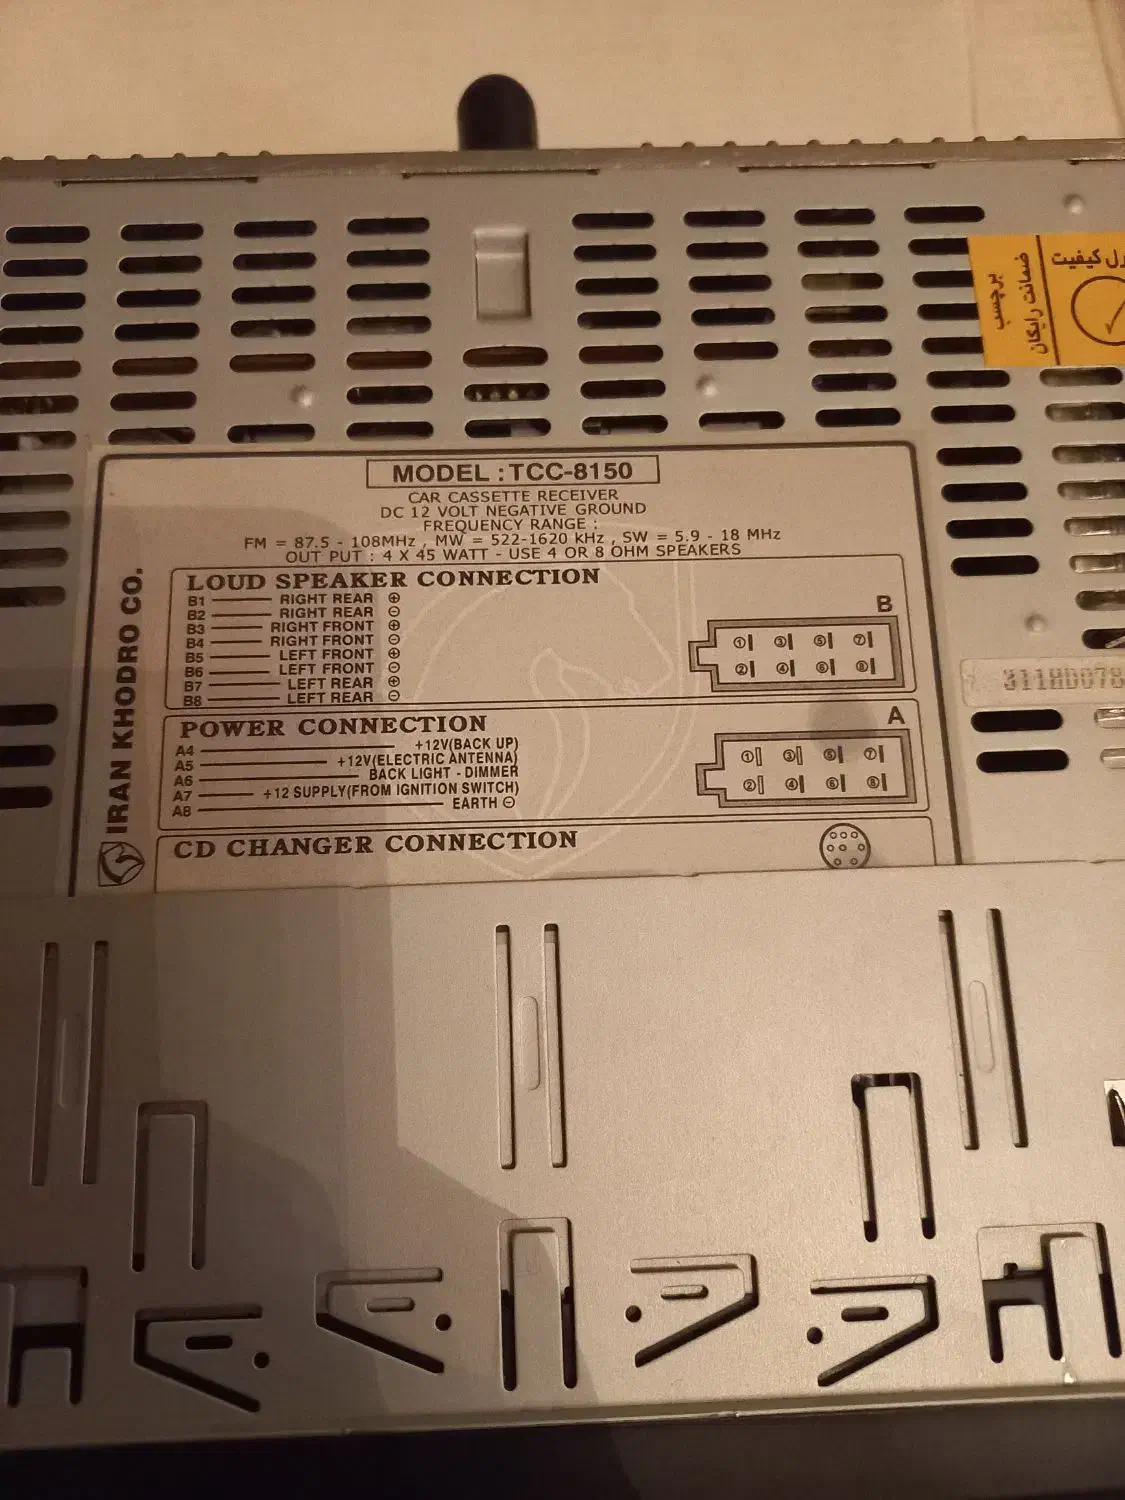 کیفیت
برچسب
ضمانت رایگان
MODEL : TCC-8150
CAR CASSETTE RECEIVER
DC 12 VOLT NEGATIVE GROUND
FREQUENCY RANGE :
FM = 87.5 - 108MHz , MW = 522-1620 KHz , SW = 5.9 - 18 MHz
OUT PUT : 4 X 45 WATT - USE 4 OR 8 OHM SPEAKERS
IRAN KHODRO CO.
LOUD SPEAKER CONNECTION
B1 RIGHT REAR ⊕
B2 RIGHT REAR ⊖
B3 RIGHT FRONT ⊕
B4 RIGHT FRONT ⊖
B5 LEFT FRONT ⊕
B6 LEFT FRONT ⊖
B7 LEFT REAR ⊕
B8 LEFT REAR ⊖
B
① ③ ⑤ ⑦
② ④ ⑥ ⑧
POWER CONNECTION
A4 +12V(BACK UP)
A5 +12V(ELECTRIC ANTENNA)
A6 BACK LIGHT - DIMMER
A7 +12 SUPPLY(FROM IGNITION SWITCH)
A8 EARTH ⊖
A
① ③ ⑤ ⑦
② ④ ⑥ ⑧
CD CHANGER CONNECTION
311HD078